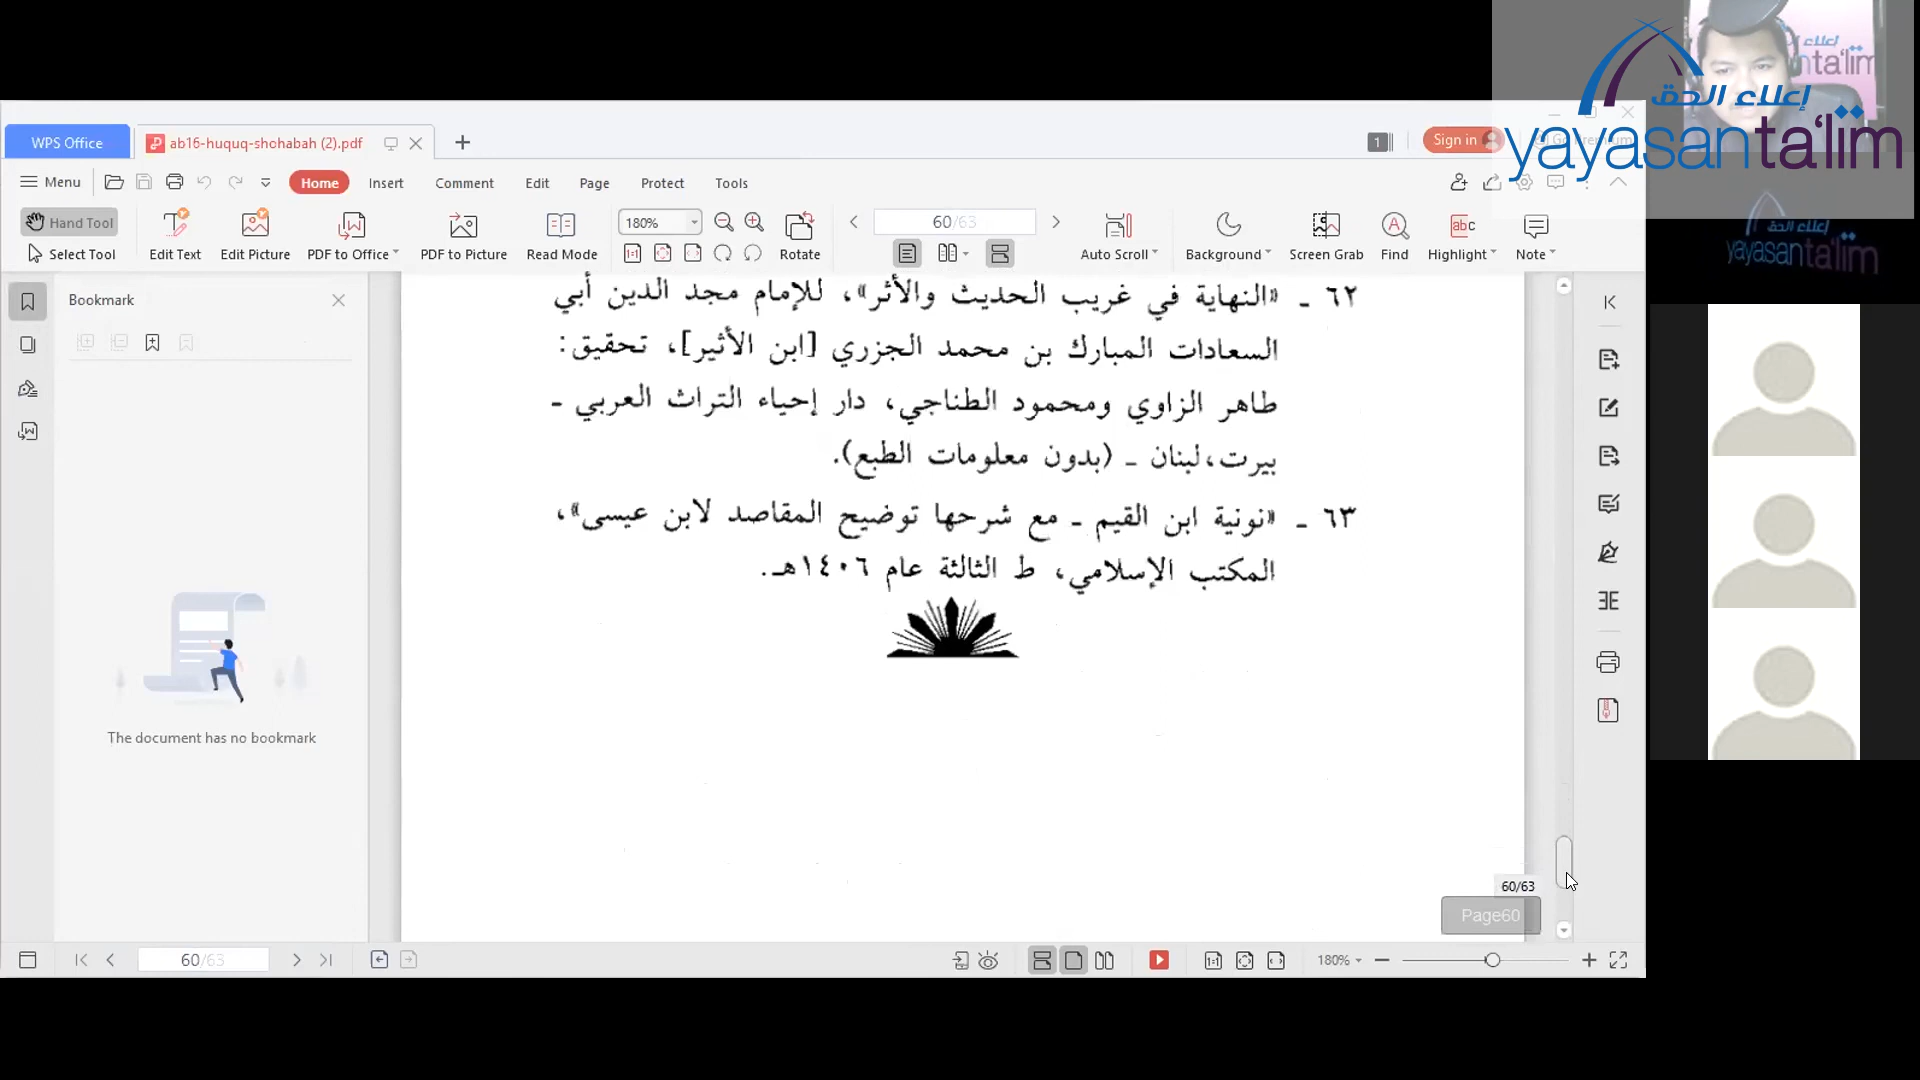 إعلاء الحق
yayasanta'lim
WPS Office
ab16-huquq-shohabah (2).pdf
1
Sign in
Menu
Home
Insert
Comment
Edit
Page
Protect
Tools
Hand Tool
Select Tool
Edit Text
Edit Picture
PDF to Office
PDF to Picture
Read Mode
180%
Rotate
60/63
Auto Scroll
Background
Screen Grab
Find
Highlight
Note
Bookmark
The document has no bookmark
٦٢ ـ «النهاية في غريب الحديث والأثر»، للإمام مجد الدين أبي
السعادات المبارك بن محمد الجزري [ابن الأثير]، تحقيق:
طاهر الزاوي ومحمود الطناجي، دار إحياء التراث العربي ـ
بيرت،لبنان ـ (بدون معلومات الطبع).
٦٣ ـ «نونية ابن القيم ـ مع شرحها توضيح المقاصد لابن عيسى»،
المكتب الإسلامي، ط الثالثة عام ١٤٠٦هـ.
60/63
Page60
60/63
180%
إعلاء الحق
yayasanta'lim